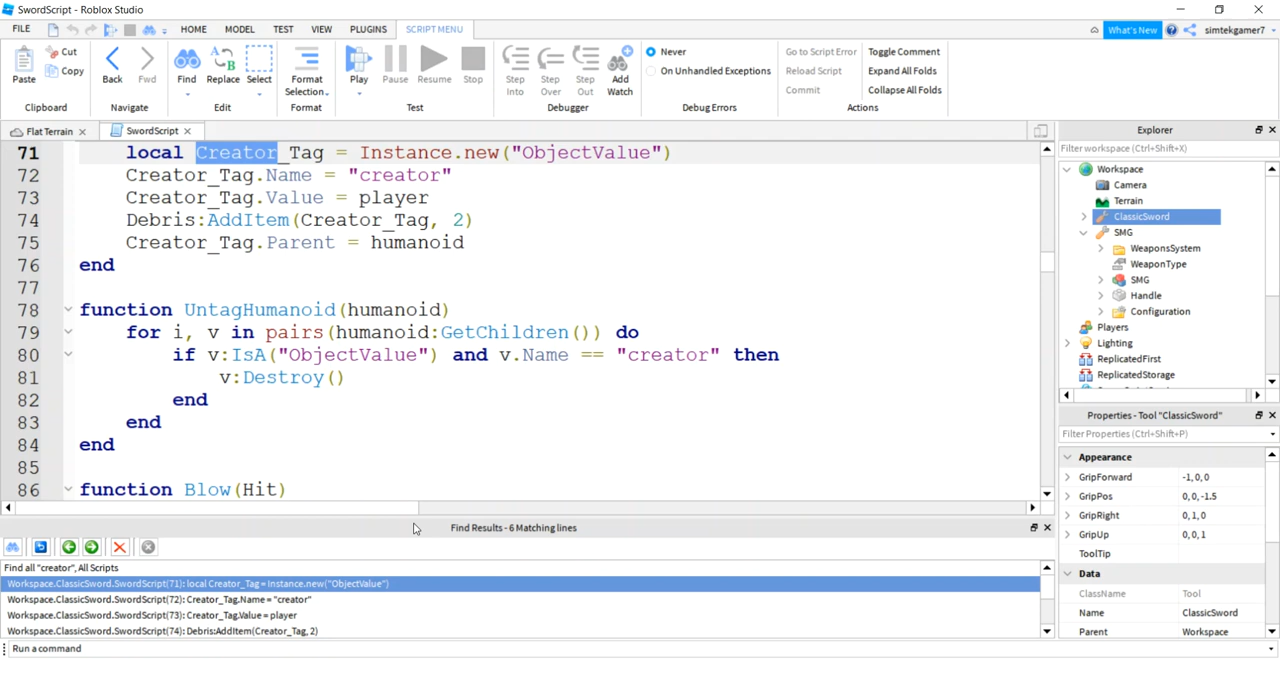 SwordScript - Roblox Studio
FILE HOME MODEL TEST VIEW PLUGINS SCRIPT MENU What's New simtekgamer7
Paste Cut Copy Back Fwd Find Replace Select Format Selection Play Pause Resume Stop Step Into Step Over Step Out Add Watch Never On Unhandled Exceptions Go to Script Error Reload Script Commit Toggle Comment Expand All Folds Collapse All Folds
Clipboard Navigate Edit Format Test Debugger Debug Errors Actions
Flat Terrain SwordScript
71 local Creator_Tag = Instance.new("ObjectValue")
72 Creator_Tag.Name = "creator"
73 Creator_Tag.Value = player
74 Debris:AddItem(Creator_Tag, 2)
75 Creator_Tag.Parent = humanoid
76 end
77
78 function UntagHumanoid(humanoid)
79 for i, v in pairs(humanoid:GetChildren()) do
80 if v:IsA("ObjectValue") and v.Name == "creator" then
81 v:Destroy()
82 end
83 end
84 end
85
86 function Blow(Hit)
Find Results - 6 Matching lines
Find all "creator", All Scripts
Workspace.ClassicSword.SwordScript(71): local Creator_Tag = Instance.new("ObjectValue")
Workspace.ClassicSword.SwordScript(72): Creator_Tag.Name = "creator"
Workspace.ClassicSword.SwordScript(73): Creator_Tag.Value = player
Workspace.ClassicSword.SwordScript(74): Debris:AddItem(Creator_Tag, 2)
Run a command
Explorer
Filter workspace (Ctrl+Shift+X)
Workspace
Camera
Terrain
ClassicSword
SMG
WeaponsSystem
WeaponType
SMG
Handle
Configuration
Players
Lighting
ReplicatedFirst
ReplicatedStorage
Properties - Tool "ClassicSword"
Filter Properties (Ctrl+Shift+P)
Appearance
GripForward -1,0,0
GripPos 0,0,-1.5
GripRight 0,1,0
GripUp 0,0,1
ToolTip
Data
ClassName Tool
Name ClassicSword
Parent Workspace